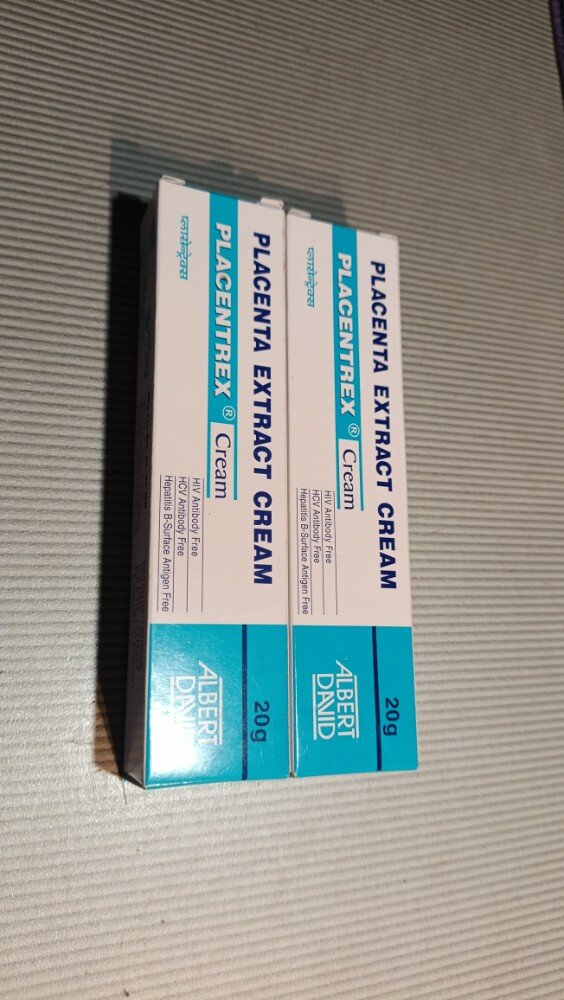 PLACENTA EXTRACT CREAM
PLACENTREX® Cream
प्लासेन्ट्रेक्स
HIV Antibody Free
HCV Antibody Free
Hepatitis B-Surface Antigen Free
20g
ALBERT
DAVID
PLACENTA EXTRACT CREAM
PLACENTREX® Cream
प्लासेन्ट्रेक्स
HIV Antibody Free
HCV Antibody Free
Hepatitis B-Surface Antigen Free
20g
ALBERT
DAVID